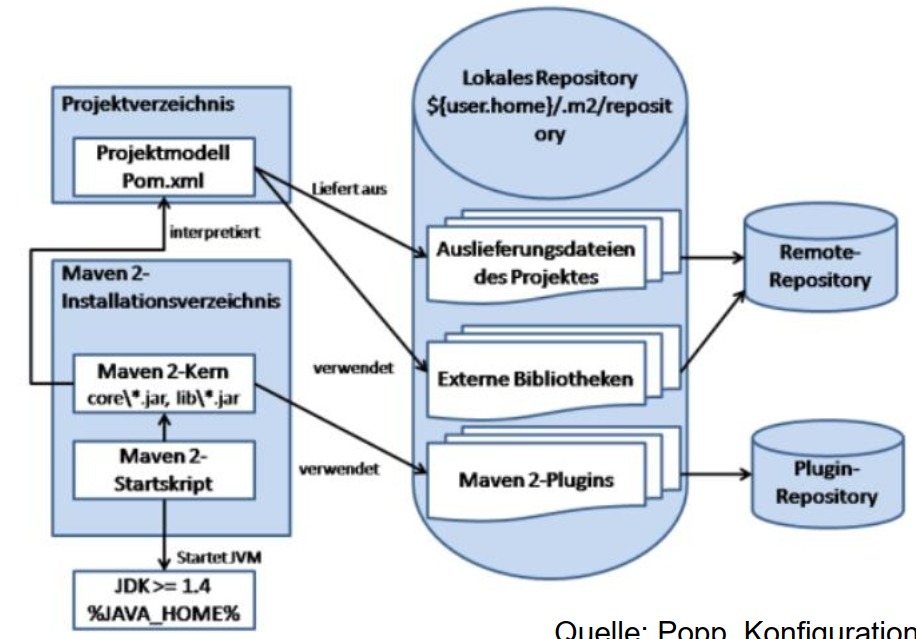 Projektverzeichnis
Projektmodell
Pom.xml
interpretiert
Maven 2-
Installationsverzeichnis
Maven 2-Kern
core\*.jar, lib\*.jar
Maven 2-
Startskript
Startet JVM
JDK>= 1.4
%JAVA_HOME%
Liefert aus
verwendet
verwendet
Lokales Repository
${user.home}/.m2/reposit
ory
Auslieferungsdateien
des Projektes
Externe Bibliotheken
Maven 2-Plugins
Remote-
Repository
Plugin-
Repository
Quelle: Popp, Konfiguration